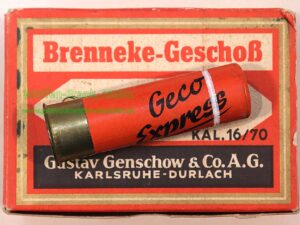 Brenneke-Geschoß
Geco
Express
KAL. 16/70
Gustav Genschow & Co. A.G.
KARLSRUHE-DURLACH